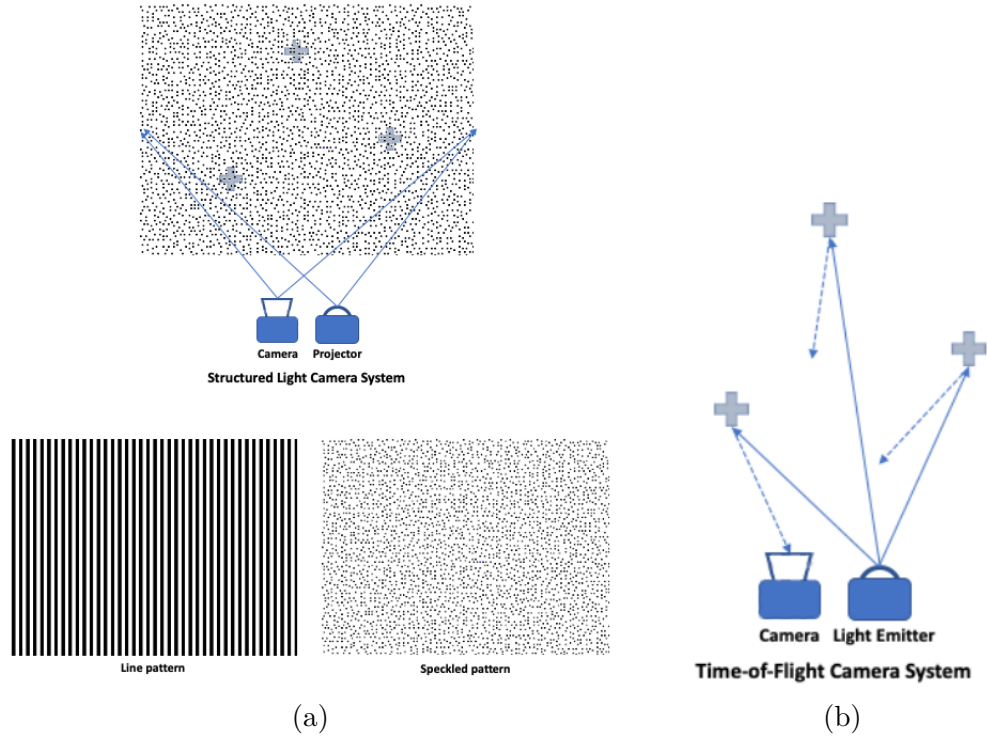 Camera Projector
Structured Light Camera System
Line pattern
Speckled pattern
(a)
Camera Light Emitter
Time-of-Flight Camera System
(b)